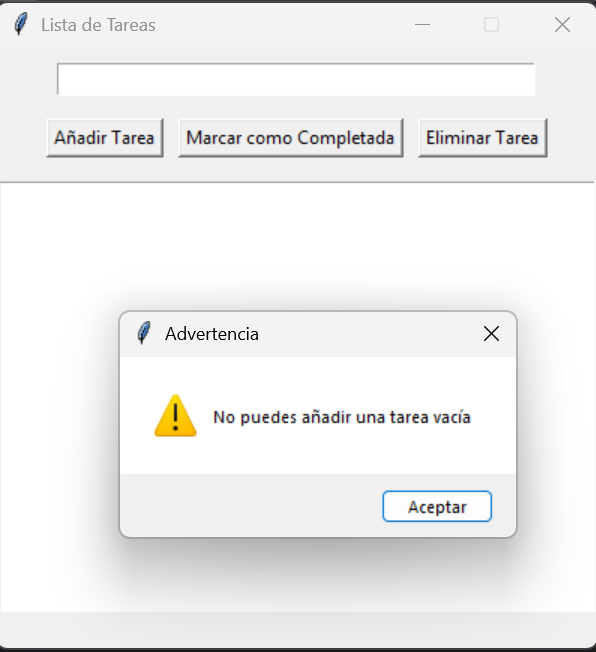 Lista de Tareas
Añadir Tarea
Marcar como Completada
Eliminar Tarea
Advertencia
No puedes añadir una tarea vacía
Aceptar